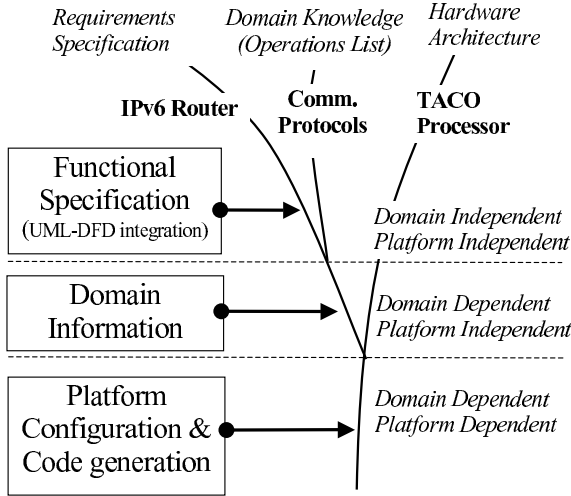 Requirements
Specification
Domain Knowledge
(Operations List)
Hardware
Architecture
IPv6 Router
Comm.
Protocols
TACO
Processor
Functional
Specification
(UML-DFD integration)
Domain Independent
Platform Independent
Domain
Information
Domain Dependent
Platform Independent
Platform
Configuration &
Code generation
Domain Dependent
Platform Dependent